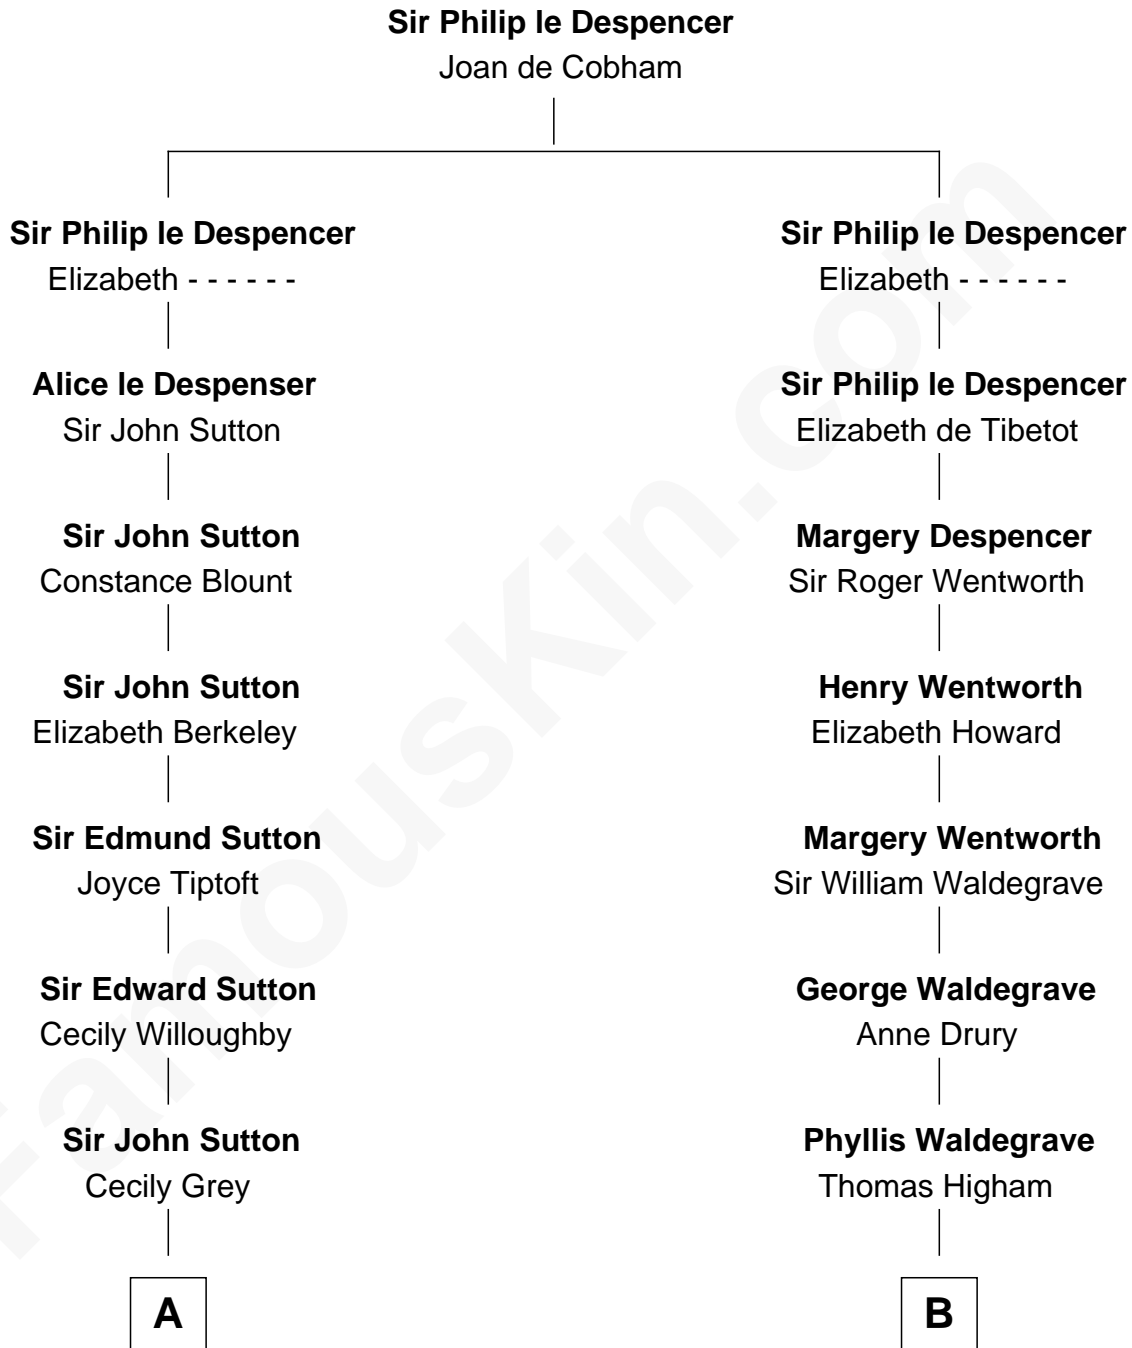 Sir Philip le Despencer
Joan de Cobham
Sir Philip le Despencer
Elizabeth - - - - - -
Sir Philip le Despencer
Elizabeth - - - - - -
Alice le Despenser
Sir John Sutton
Sir Philip le Despencer
Elizabeth de Tibetot
Sir John Sutton
Constance Blount
Margery Despencer
Sir Roger Wentworth
Sir John Sutton
Elizabeth Berkeley
Henry Wentworth
Elizabeth Howard
Sir Edmund Sutton
Joyce Tiptoft
Margery Wentworth
Sir William Waldegrave
Sir Edward Sutton
Cecily Willoughby
George Waldegrave
Anne Drury
Sir John Sutton
Cecily Grey
Phyllis Waldegrave
Thomas Higham
A
B
FamousKin.com